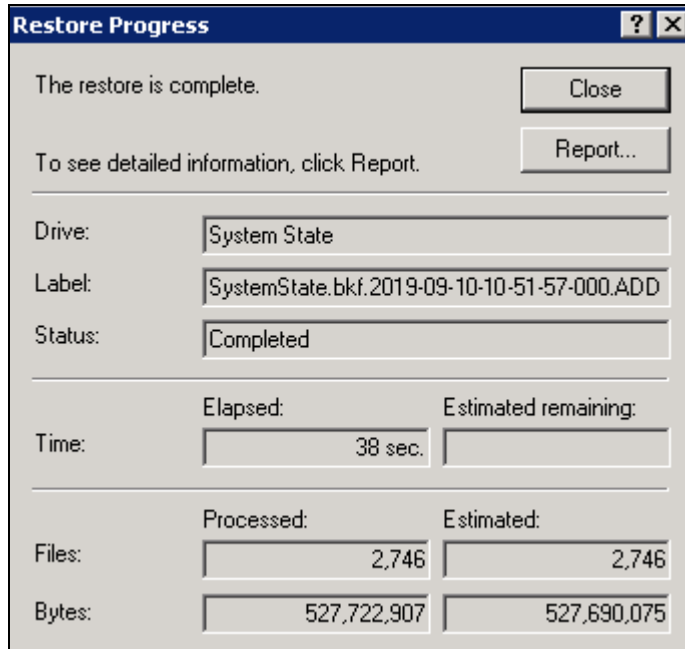 Restore Progress
The restore is complete.
Close
To see detailed information, click Report.
Report...
Drive:
System State
Label:
SystemState.bkf.2019-09-10-10-51-57-000.ADD
Status:
Completed
Elapsed:
Estimated remaining:
Time:
38 sec.
Processed:
Estimated:
Files:
2,746
2,746
Bytes:
527,722,907
527,690,075